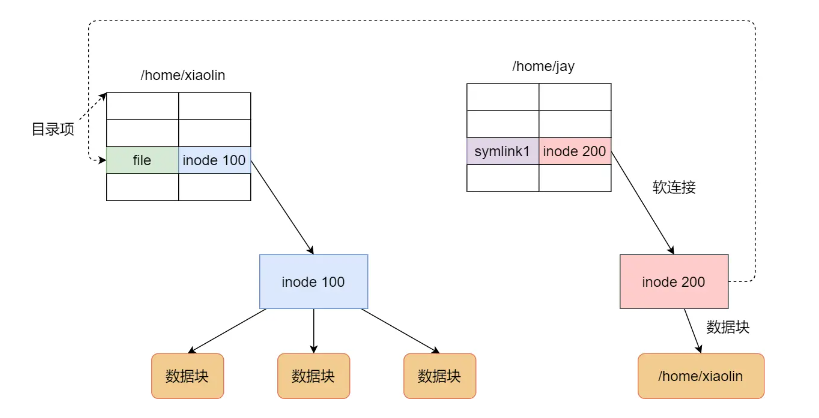 /home/xiaolin
/home/jay
目录项
file
inode 100
symlink1
inode 200
软连接
inode 100
inode 200
数据块
数据块
数据块
数据块
/home/xiaolin